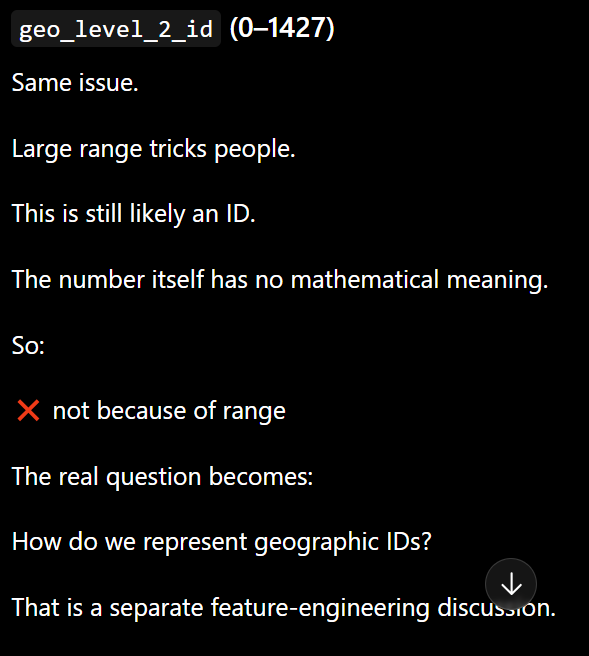 geo_level_2_id (0–1427)
Same issue.
Large range tricks people.
This is still likely an ID.
The number itself has no mathematical meaning.
So:
❌ not because of range
The real question becomes:
How do we represent geographic IDs?
That is a separate feature-engineering discussion.